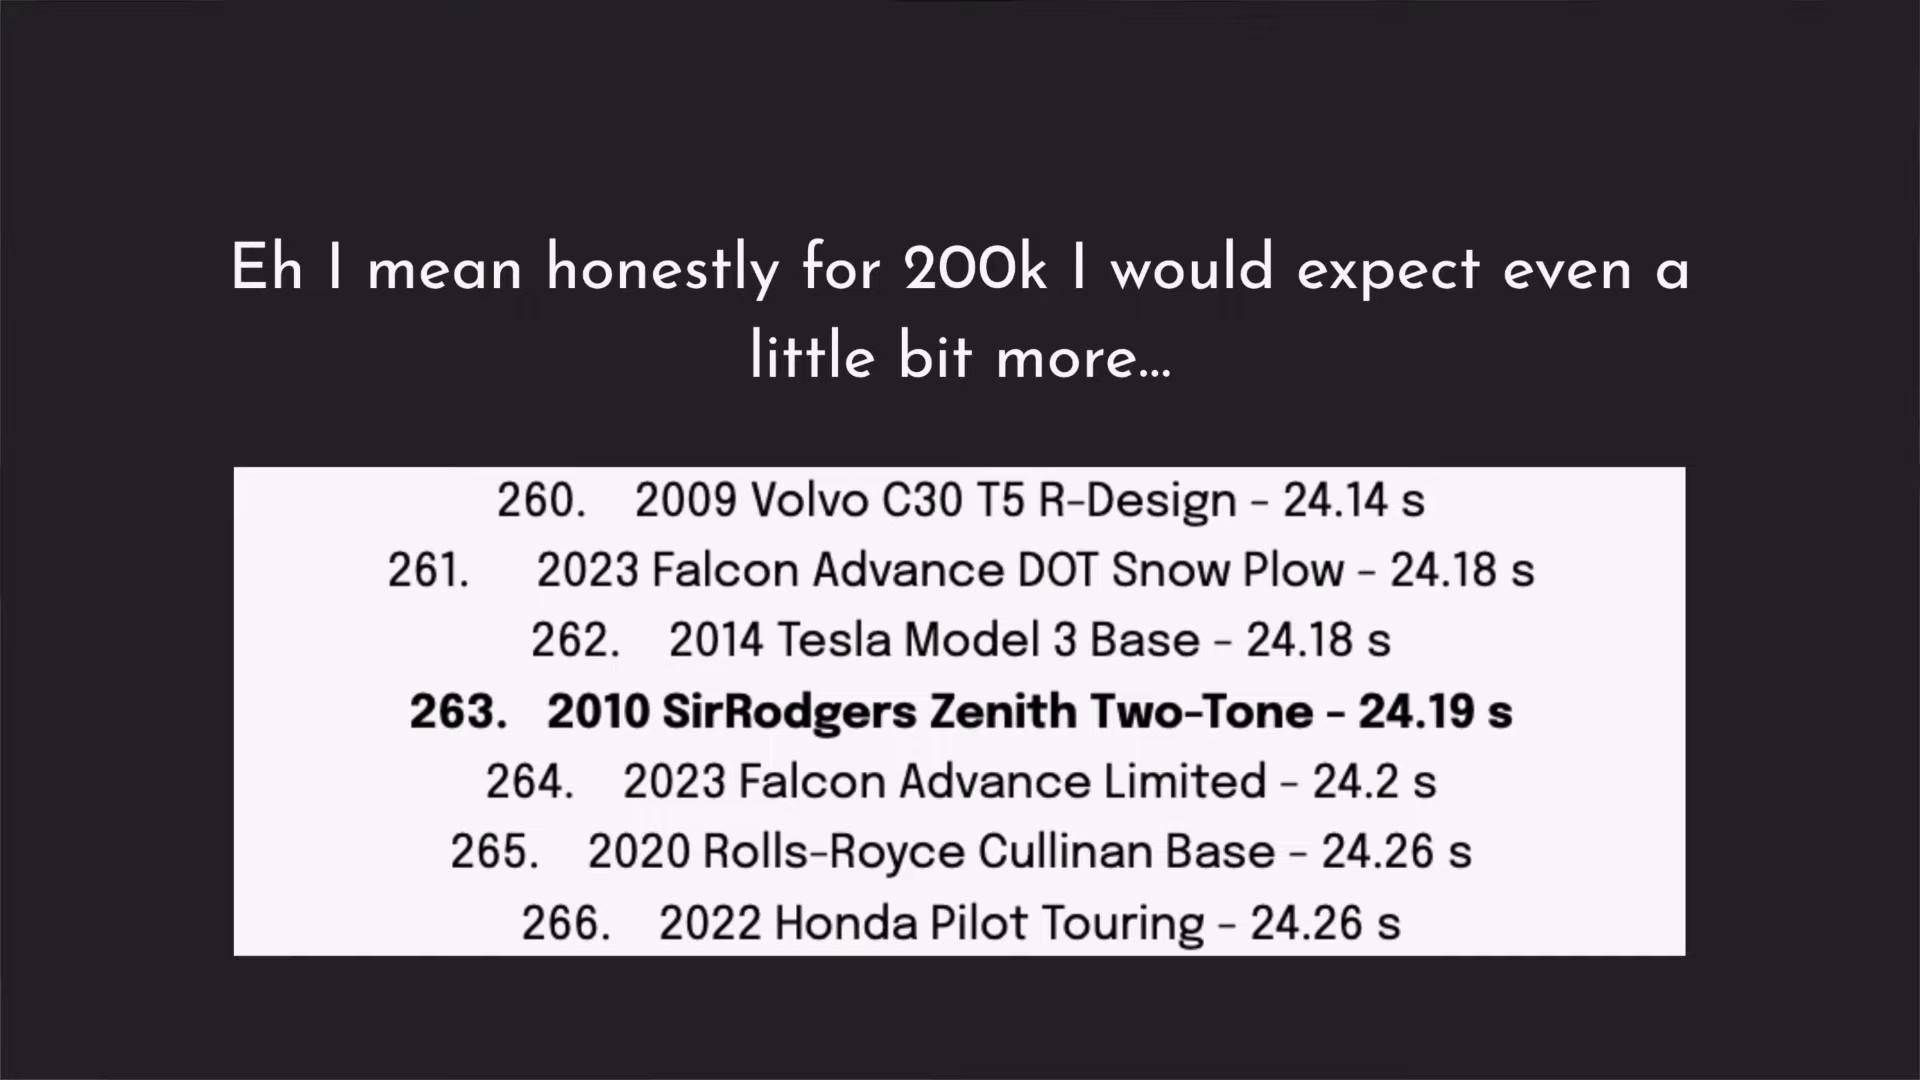 Eh I mean honestly for 200k I would expect even a
little bit more...
260. 2009 Volvo C30 T5 R-Design - 24.14 s
261. 2023 Falcon Advance DOT Snow Plow - 24.18 s
262. 2014 Tesla Model 3 Base - 24.18 s
263. 2010 SirRodgers Zenith Two-Tone - 24.19 s
264. 2023 Falcon Advance Limited - 24.2 s
265. 2020 Rolls-Royce Cullinan Base - 24.26 s
266. 2022 Honda Pilot Touring - 24.26 s